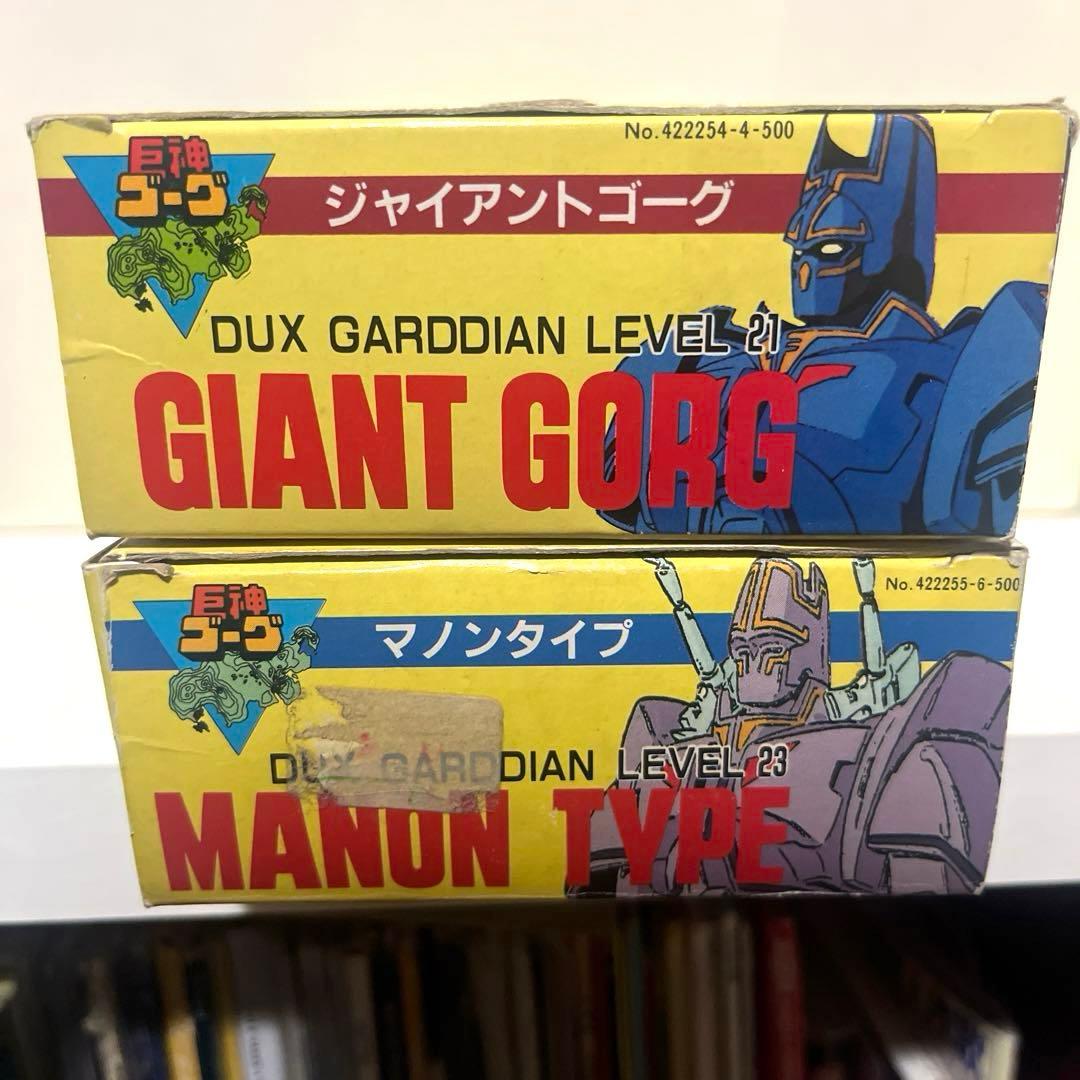 No.422254-4-500
巨神
ゴーグ
ジャイアントゴーグ
DUX GARDDIAN LEVEL 21
GIANT GORG
No.422255-6-500
巨神
ゴーグ
マノンタイプ
DUX GARDDIAN LEVEL 23
MANON TYPE